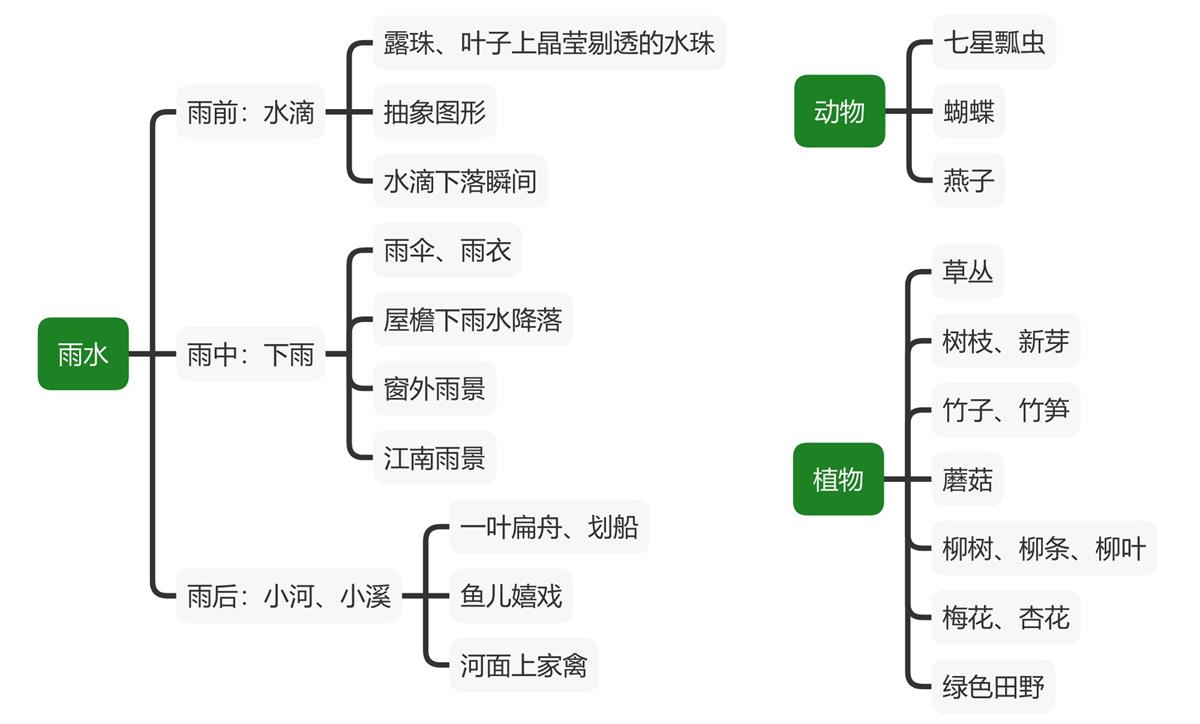 雨水
雨前：水滴
露珠、叶子上晶莹剔透的水珠
抽象图形
水滴下落瞬间
雨中：下雨
雨伞、雨衣
屋檐下雨水降落
窗外雨景
江南雨景
雨后：小河、小溪
一叶扁舟、划船
鱼儿嬉戏
河面上家禽
动物
七星瓢虫
蝴蝶
燕子
植物
草丛
树枝、新芽
竹子、竹笋
蘑菇
柳树、柳条、柳叶
梅花、杏花
绿色田野